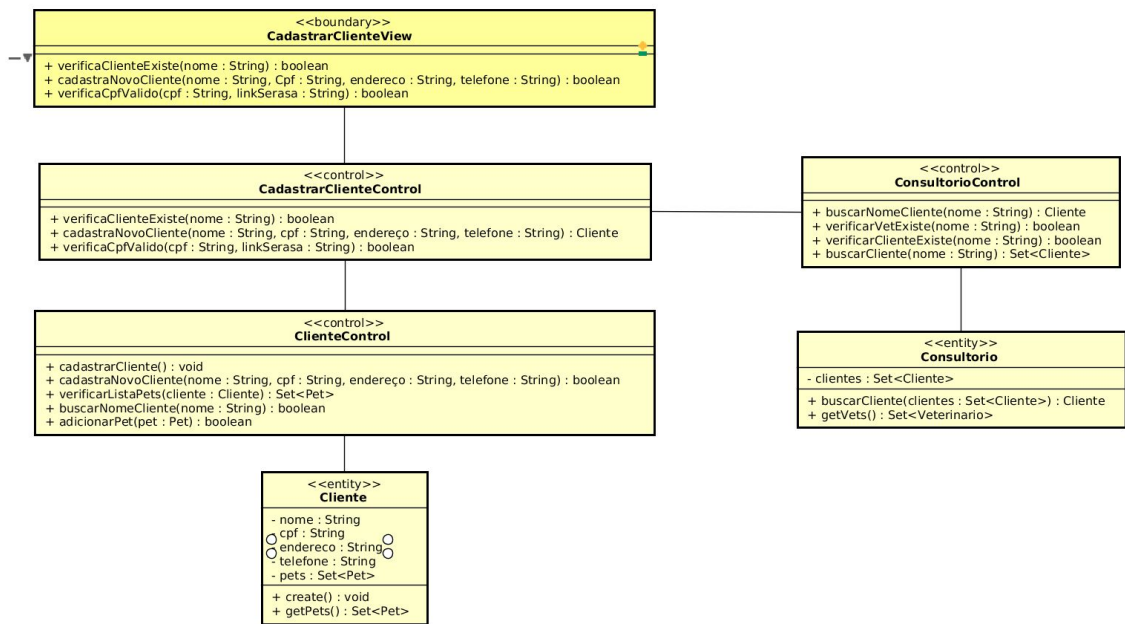 <<boundary>>
CadastrarClienteView
+ verificaClienteExiste(nome : String) : boolean
+ cadastraNovoCliente(nome : String, Cpf : String, endereco : String, telefone : String) : boolean
+ verificaCpfValido(cpf : String, linkSerasa : String) : boolean
<<control>>
CadastrarClienteControl
+ verificaClienteExiste(nome : String) : boolean
+ cadastraNovoCliente(nome : String, cpf : String, endereço : String, telefone : String) : Cliente
+ verificaCpfValido(cpf : String, linkSerasa : String) : boolean
<<control>>
ConsultorioControl
+ buscarNomeCliente(nome : String) : Cliente
+ verificarVetExiste(nome : String) : boolean
+ verificarClienteExiste(nome : String) : boolean
+ buscarCliente(nome : String) : Set<Cliente>
<<control>>
ClienteControl
+ cadastrarCliente() : void
+ cadastraNovoCliente(nome : String, cpf : String, endereço : String, telefone : String) : boolean
+ verificarListaPets(cliente : Cliente) : Set<Pet>
+ buscarNomeCliente(nome : String) : boolean
+ adicionarPet(pet : Pet) : boolean
<<entity>>
Consultorio
- clientes : Set<Cliente>
+ buscarCliente(clientes : Set<Cliente>) : Cliente
+ getVets() : Set<Veterinario>
<<entity>>
Cliente
- nome : String
- cpf : String
- endereco : String
- telefone : String
- pets : Set<Pet>
+ create() : void
+ getPets() : Set<Pet>